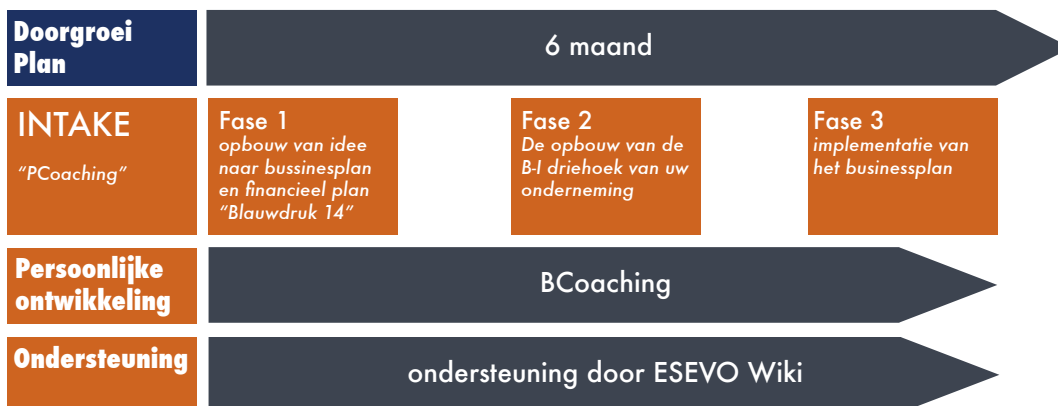 Doorgroei
Plan
6 maand
INTAKE
“PCoaching”
Fase 1
opbouw van idee
naar bussinesplan
en financieel plan
“Blauwdruk 14”
Fase 2
De opbouw van de
B-I driehoek van uw
onderneming
Fase 3
implementatie van
het businessplan
Persoonlijke
ontwikkeling
BCoaching
Ondersteuning
ondersteuning door ESEVO Wiki